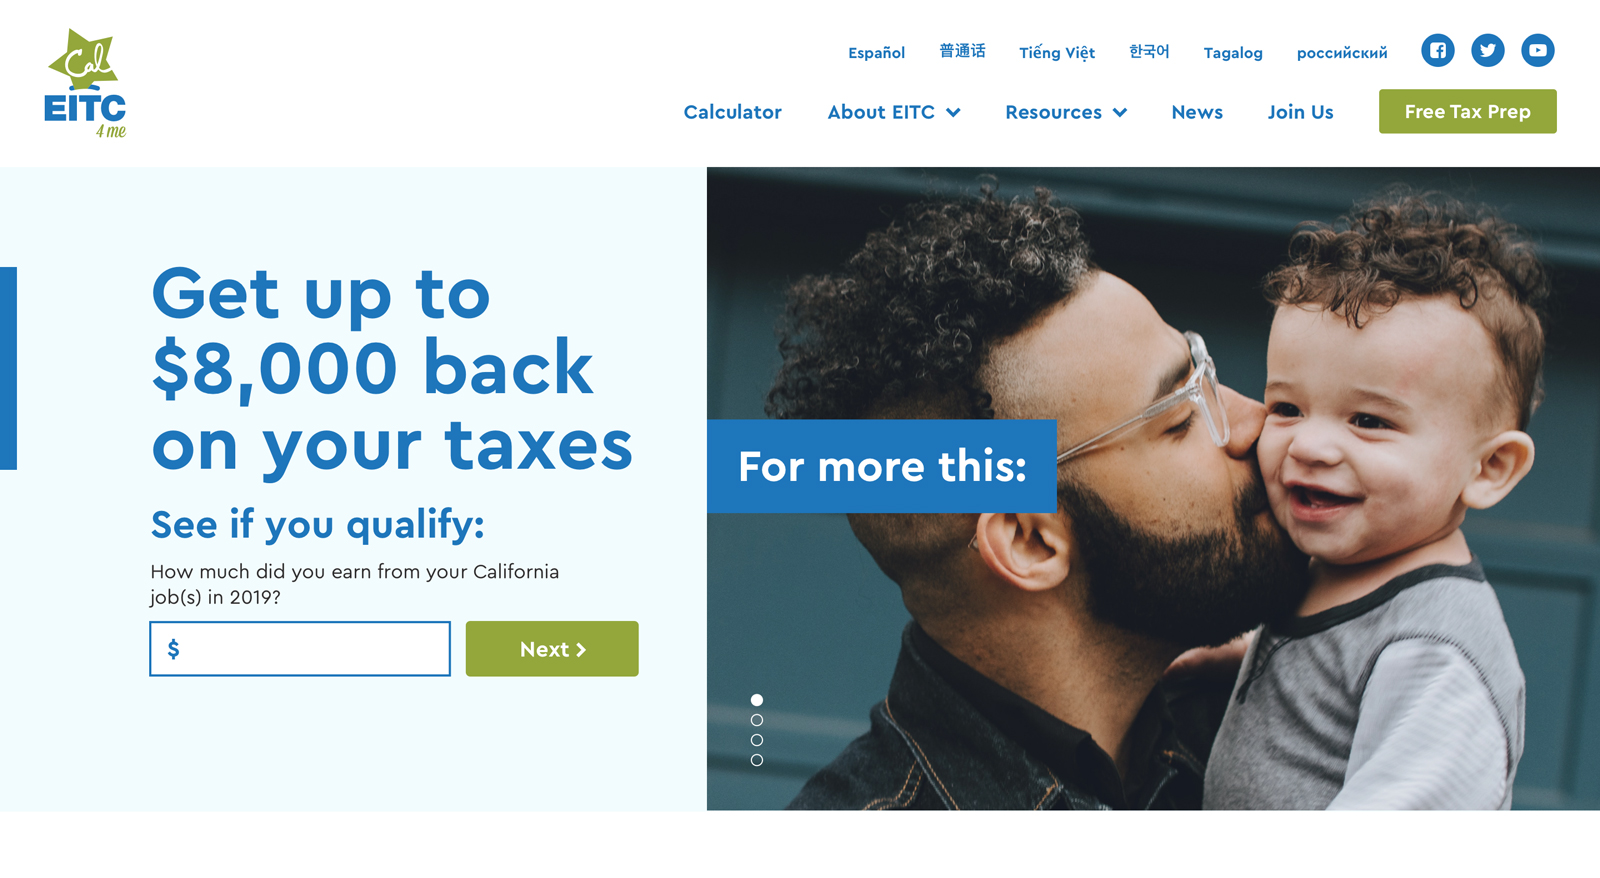 Cal
EITC
4 me
Español 普通话 Tiếng Việt 한국어 Tagalog российский
Calculator About EITC Resources News Join Us Free Tax Prep
Get up to
$8,000 back
on your taxes
See if you qualify:
How much did you earn from your California
job(s) in 2019?
$ Next
For more this: